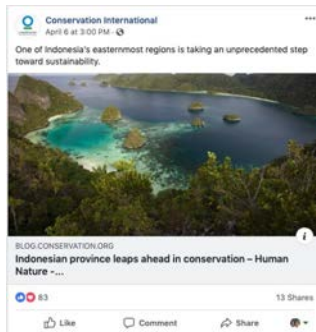 Conservation International
April 6 at 3:00 PM ·
One of Indonesia's easternmost regions is taking an unprecedented step
toward sustainability.
i
BLOG.CONSERVATION.ORG
Indonesian province leaps ahead in conservation – Human
Nature -...
83
13 Shares
Like Comment Share